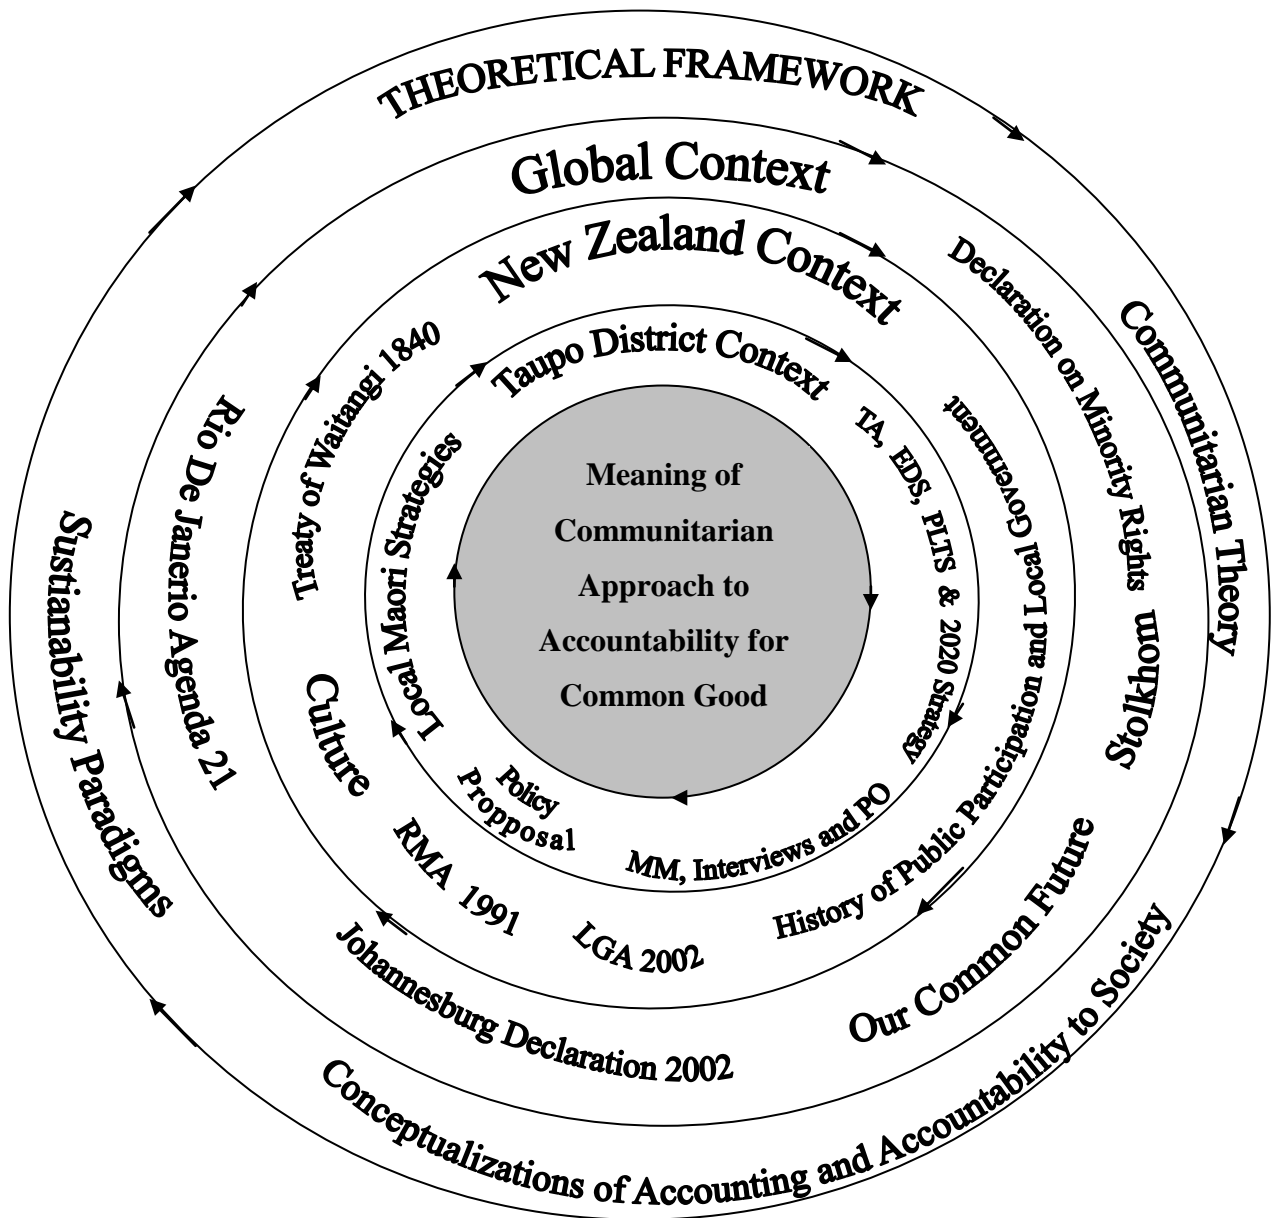 THEORETICAL FRAMEWORK
Communitarian Theory
Conceptualizations of Accounting and Accountability to Society
Sustianability Paradigms
Global Context
Declaration on Minority Rights
Stolkhom
Our Common Future
Johannesburg Declaration 2002
Rio De Janerio Agenda 21
New Zealand Context
History of Public Participation and Local Government
LGA 2002
RMA 1991
Culture
Treaty of Waitangi 1840
Taupo District Context
TA, EDS, PLTS & 2020 Strategy
MM, Interviews and PO
Policy
Propposal
Local Maori Strategies
Meaning of
Communitarian
Approach to
Accountability for
Common Good